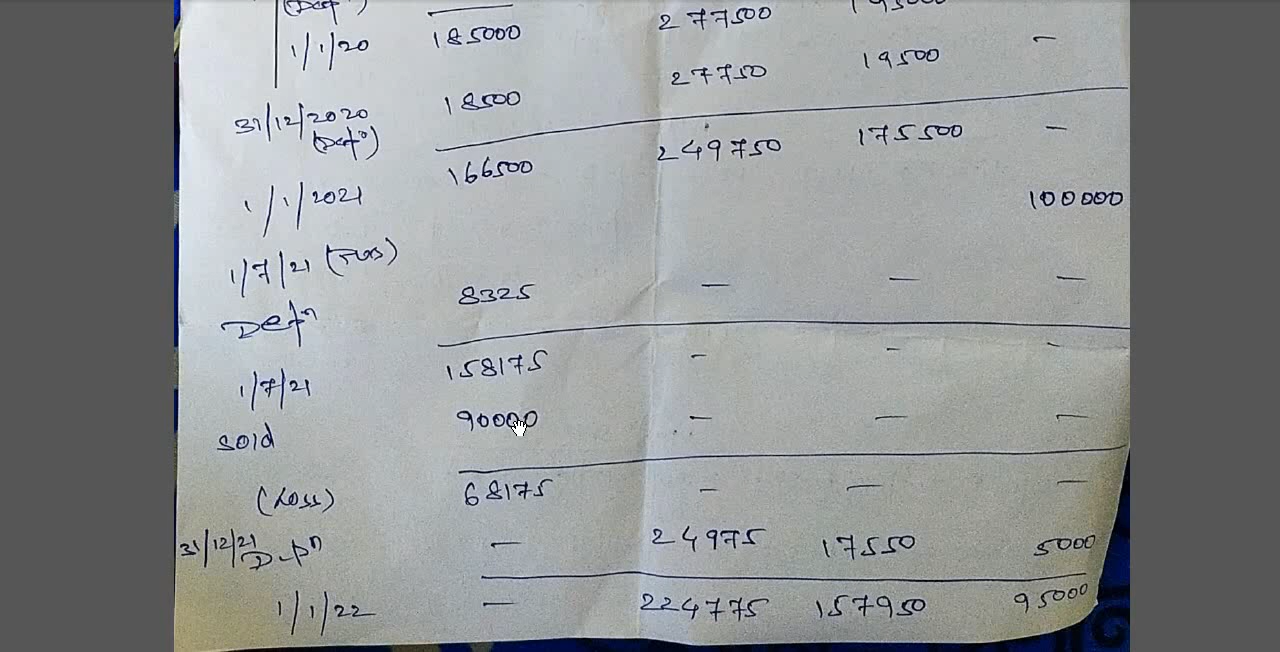 (Depn)
1/1/20 185000 277500
31/12/2020 18500 27750 19500 —
(Depn)
1/1/2021 166500 249750 175500 —
1/7/21 (Pur) 100000
Depn 8325 — — —
1/7/21 158175 - - -
sold 90000 — — —
(Loss) 68175 — — —
31/12/21 Depn — 24975 17550 5000
1/1/22 — 224775 157950 95000